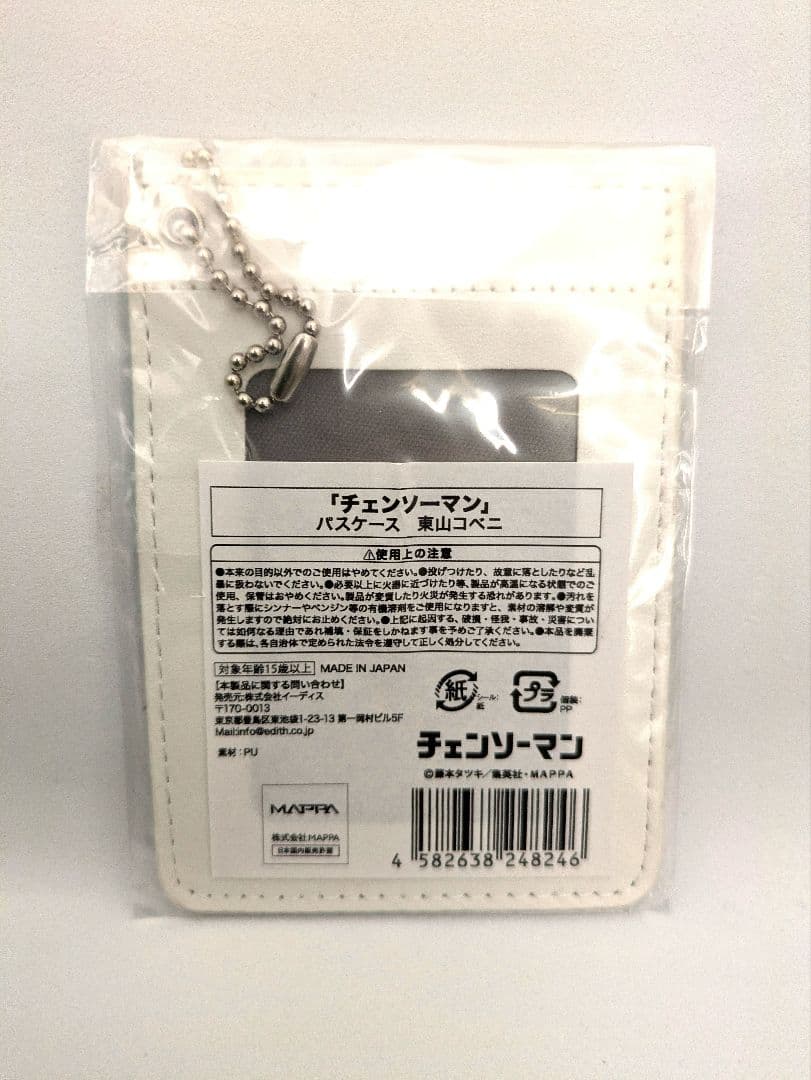 『チェンソーマン』
パスケース　東山コベニ
⚠使用上の注意
●本来の目的以外でのご使用はやめてください。●投げつけたり、故意に落としたりなど乱
暴に扱わないでください。●必要以上に火器に近づけたり等、製品が高温になる状態でのご
使用、保管はおやめください。製品が変質したり火災が発生する恐れがあります。●汚れを
落とす際にシンナーやベンジン等の有機溶剤をご使用になりますと、素材の溶解や変質が
発生しますので絶対にお止めください。●上記に起因する、破損・怪我・事故・災害につい
ては如何なる理由であれ補填・保証をしかねます事を予めご了承ください。●本品を廃棄
する際は、各自治体で定められた法令を遵守して正しく処分してください。
対象年齢15歳以上 MADE IN JAPAN
【本製品に関する問い合わせ】
発売元:株式会社イーディス
〒170-0013
東京都豊島区東池袋1-23-13 第一岡村ビル5F
Mail:info@edith.co.jp
素材：PU
紙 シール:
紙
プラ 個装:
PP
チェンソーマン
©藤本タツキ／集英社・MAPPA
MAPPA
株式会社MAPPA
日本国内販売許諾
4 582638 248246